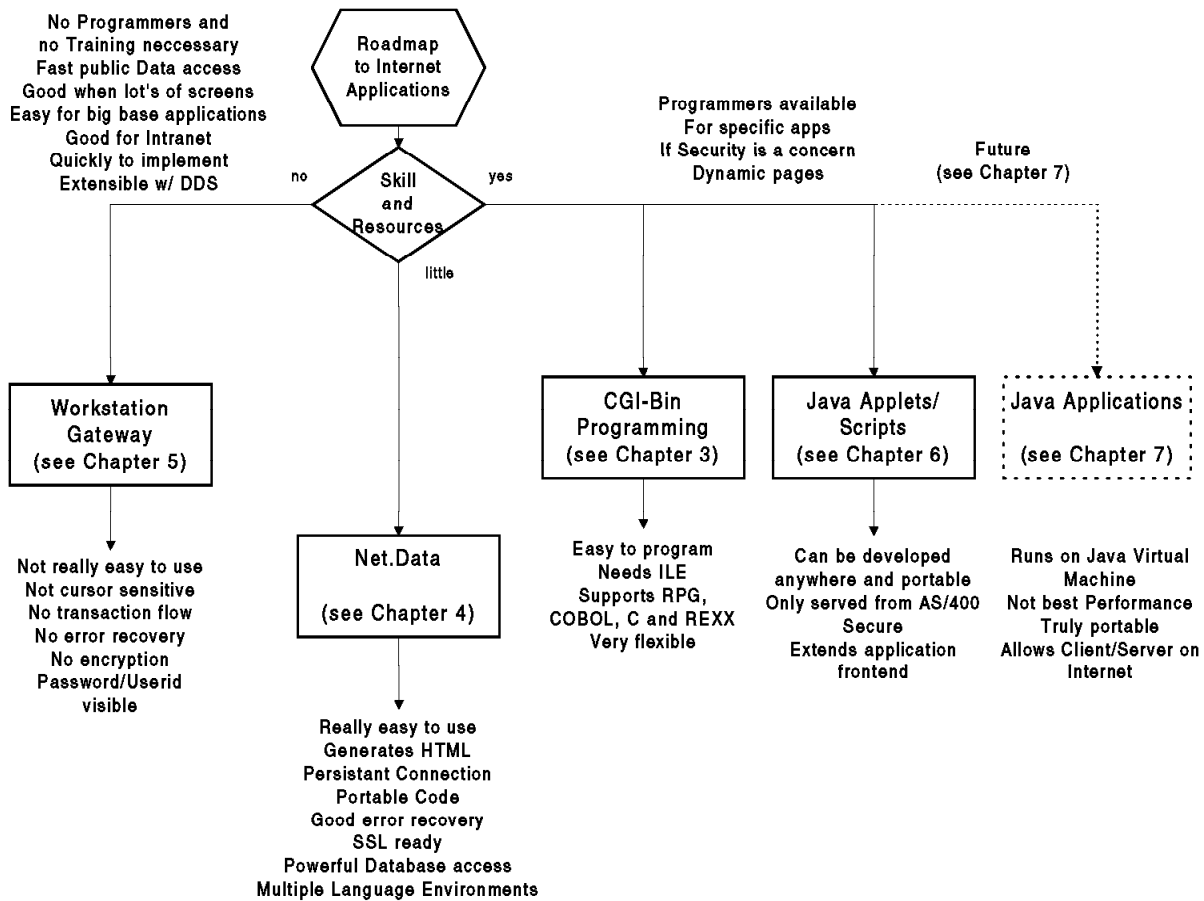 No Programmers and
no Training neccessary
Fast public Data access
Good when lot's of screens
Easy for big base applications
Good for Intranet
Quickly to implement
Extensible w/ DDS
Roadmap
to Internet
Applications
Programmers available
For specific apps
If Security is a concern
Dynamic pages
Future
(see Chapter 7)
no
Skill
and
Resources
yes
little
Workstation
Gateway
(see Chapter 5)
CGI-Bin
Programming
(see Chapter 3)
Java Applets/
Scripts
(see Chapter 6)
Java Applications
(see Chapter 7)
Not really easy to use
Not cursor sensitive
No transaction flow
No error recovery
No encryption
Password/Userid
visible
Net.Data
(see Chapter 4)
Easy to program
Needs ILE
Supports RPG,
COBOL, C and REXX
Very flexible
Can be developed
anywhere and portable
Only served from AS/400
Secure
Extends application
frontend
Runs on Java Virtual
Machine
Not best Performance
Truly portable
Allows Client/Server on
Internet
Really easy to use
Generates HTML
Persistant Connection
Portable Code
Good error recovery
SSL ready
Powerful Database access
Multiple Language Environments